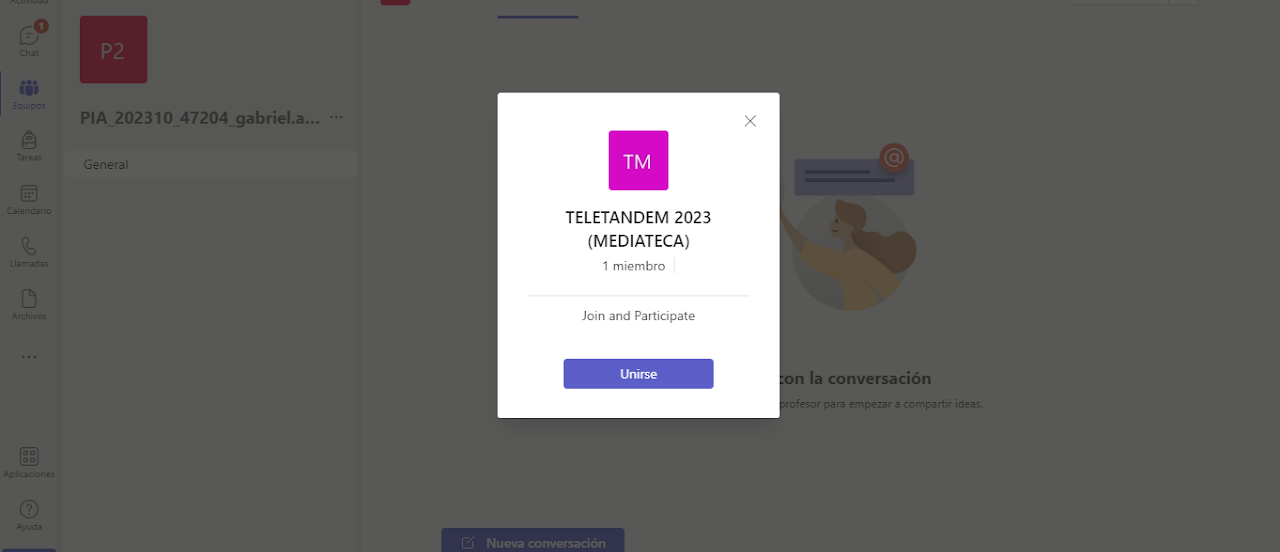 Actividad
1
Chat
Equipos
Tareas
Calendario
Llamadas
Archivos
Aplicaciones
Ayuda
P2
PIA_202310_47204_gabriel.a...
General
TM
TELETANDEM 2023
(MEDIATECA)
1 miembro
Join and Participate
Unirse
con la conversación
profesor para empezar a compartir ideas.
Nueva conversación